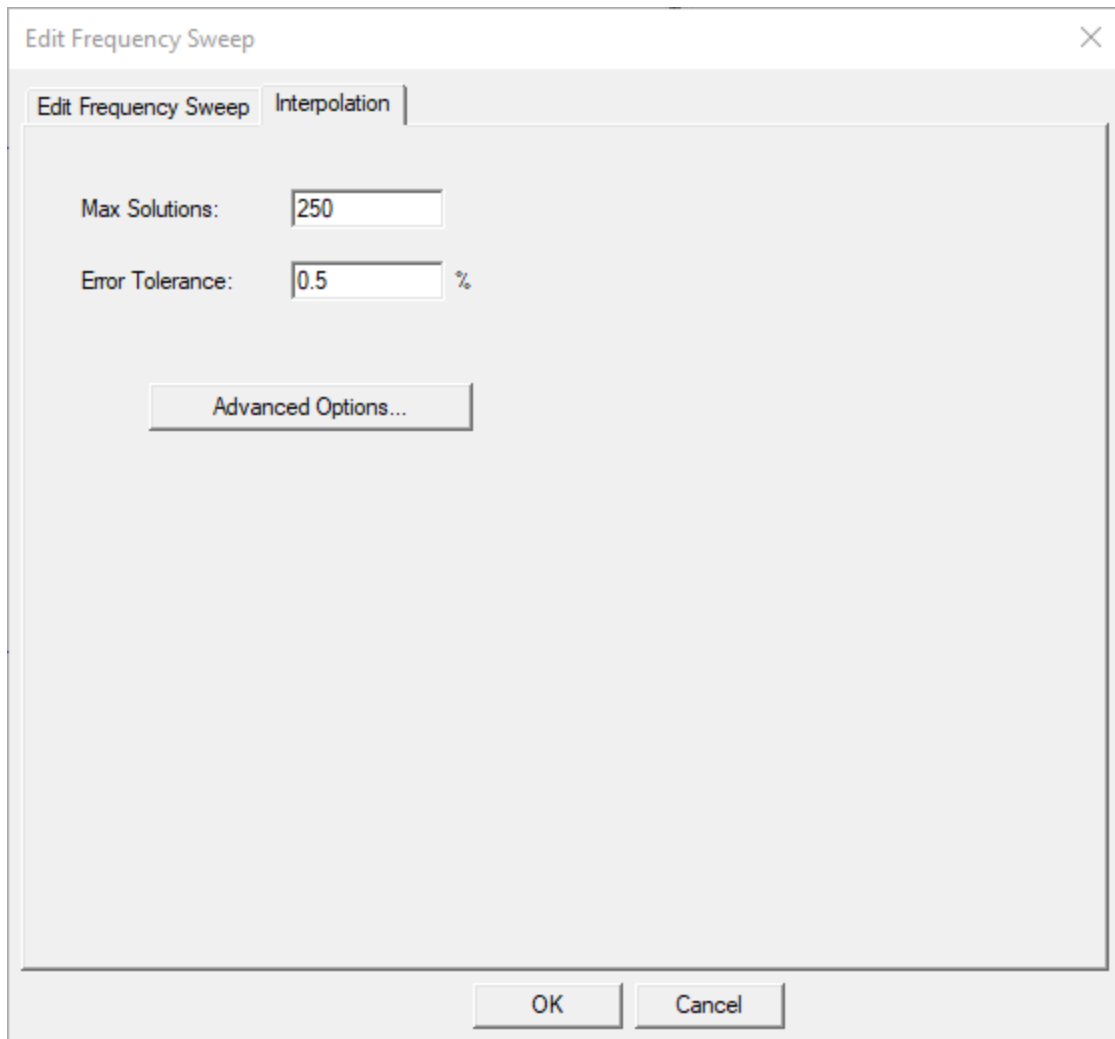 Edit Frequency Sweep
Edit Frequency Sweep Interpolation
Max Solutions: 250
Error Tolerance: 0.5 %
Advanced Options...
OK Cancel